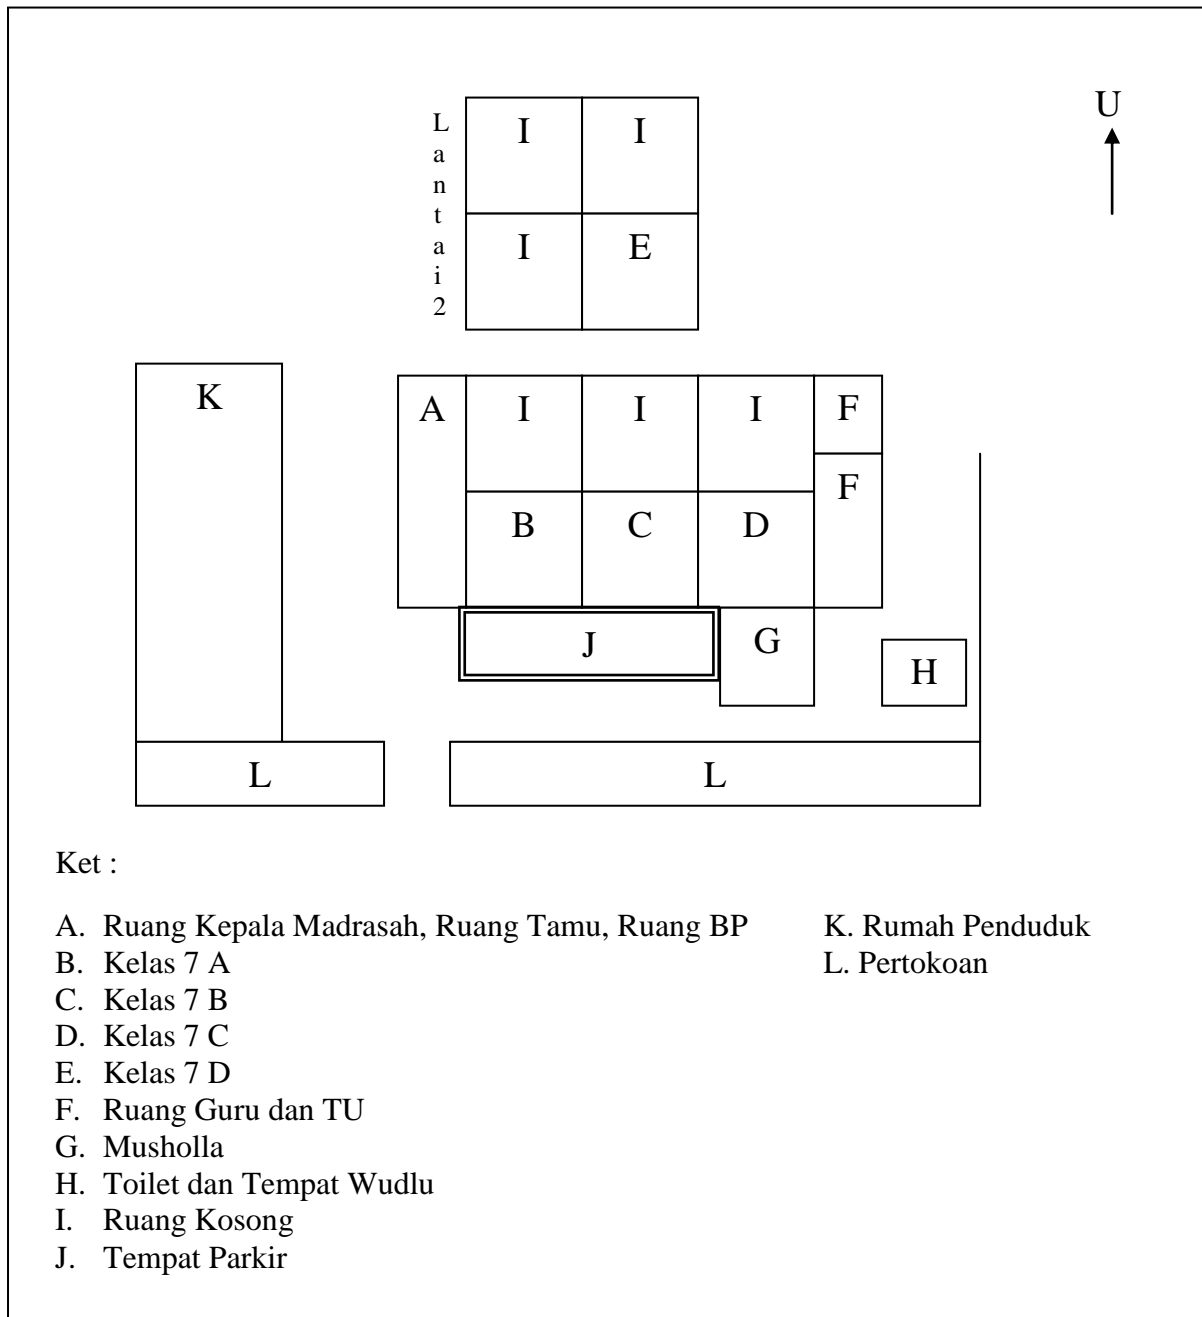 U
Lantai2
I I
I E
K
A I I I F
F
B C D
J G H
L L
Ket :
A. Ruang Kepala Madrasah, Ruang Tamu, Ruang BP K. Rumah Penduduk
B. Kelas 7 A L. Pertokoan
C. Kelas 7 B
D. Kelas 7 C
E. Kelas 7 D
F. Ruang Guru dan TU
G. Musholla
H. Toilet dan Tempat Wudlu
I. Ruang Kosong
J. Tempat Parkir